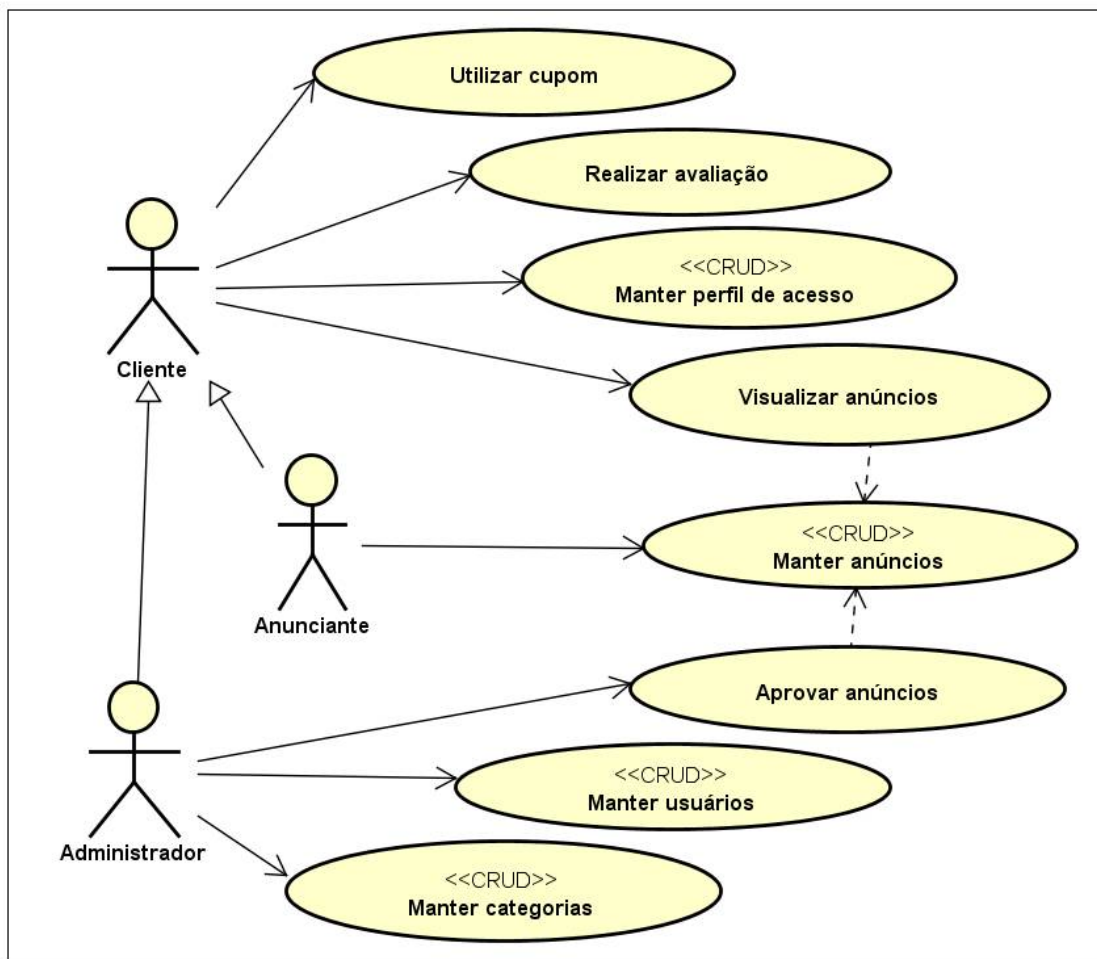 Utilizar cupom
Realizar avaliação
<<CRUD>>
Manter perfil de acesso
Cliente
Visualizar anúncios
<<CRUD>>
Manter anúncios
Anunciante
Aprovar anúncios
<<CRUD>>
Manter usuários
Administrador
<<CRUD>>
Manter categorias